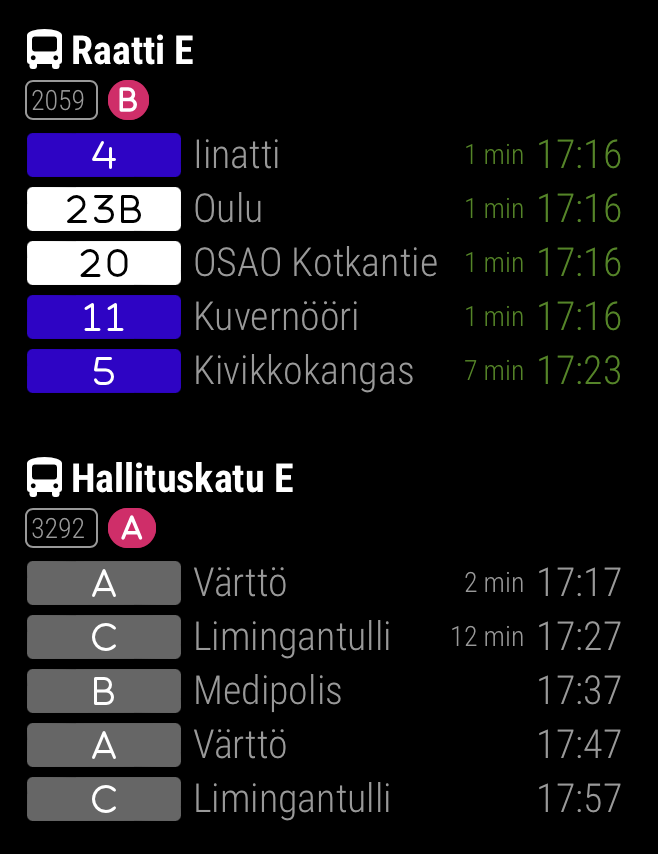 Raatti E
2059 B
4 Iinatti 1 min 17:16
23B Oulu 1 min 17:16
20 OSAO Kotkantie 1 min 17:16
11 Kuvernööri 1 min 17:16
5 Kivikkokangas 7 min 17:23
Hallituskatu E
3292 A
A Värttö 2 min 17:17
C Limingantulli 12 min 17:27
B Medipolis 17:37
A Värttö 17:47
C Limingantulli 17:57